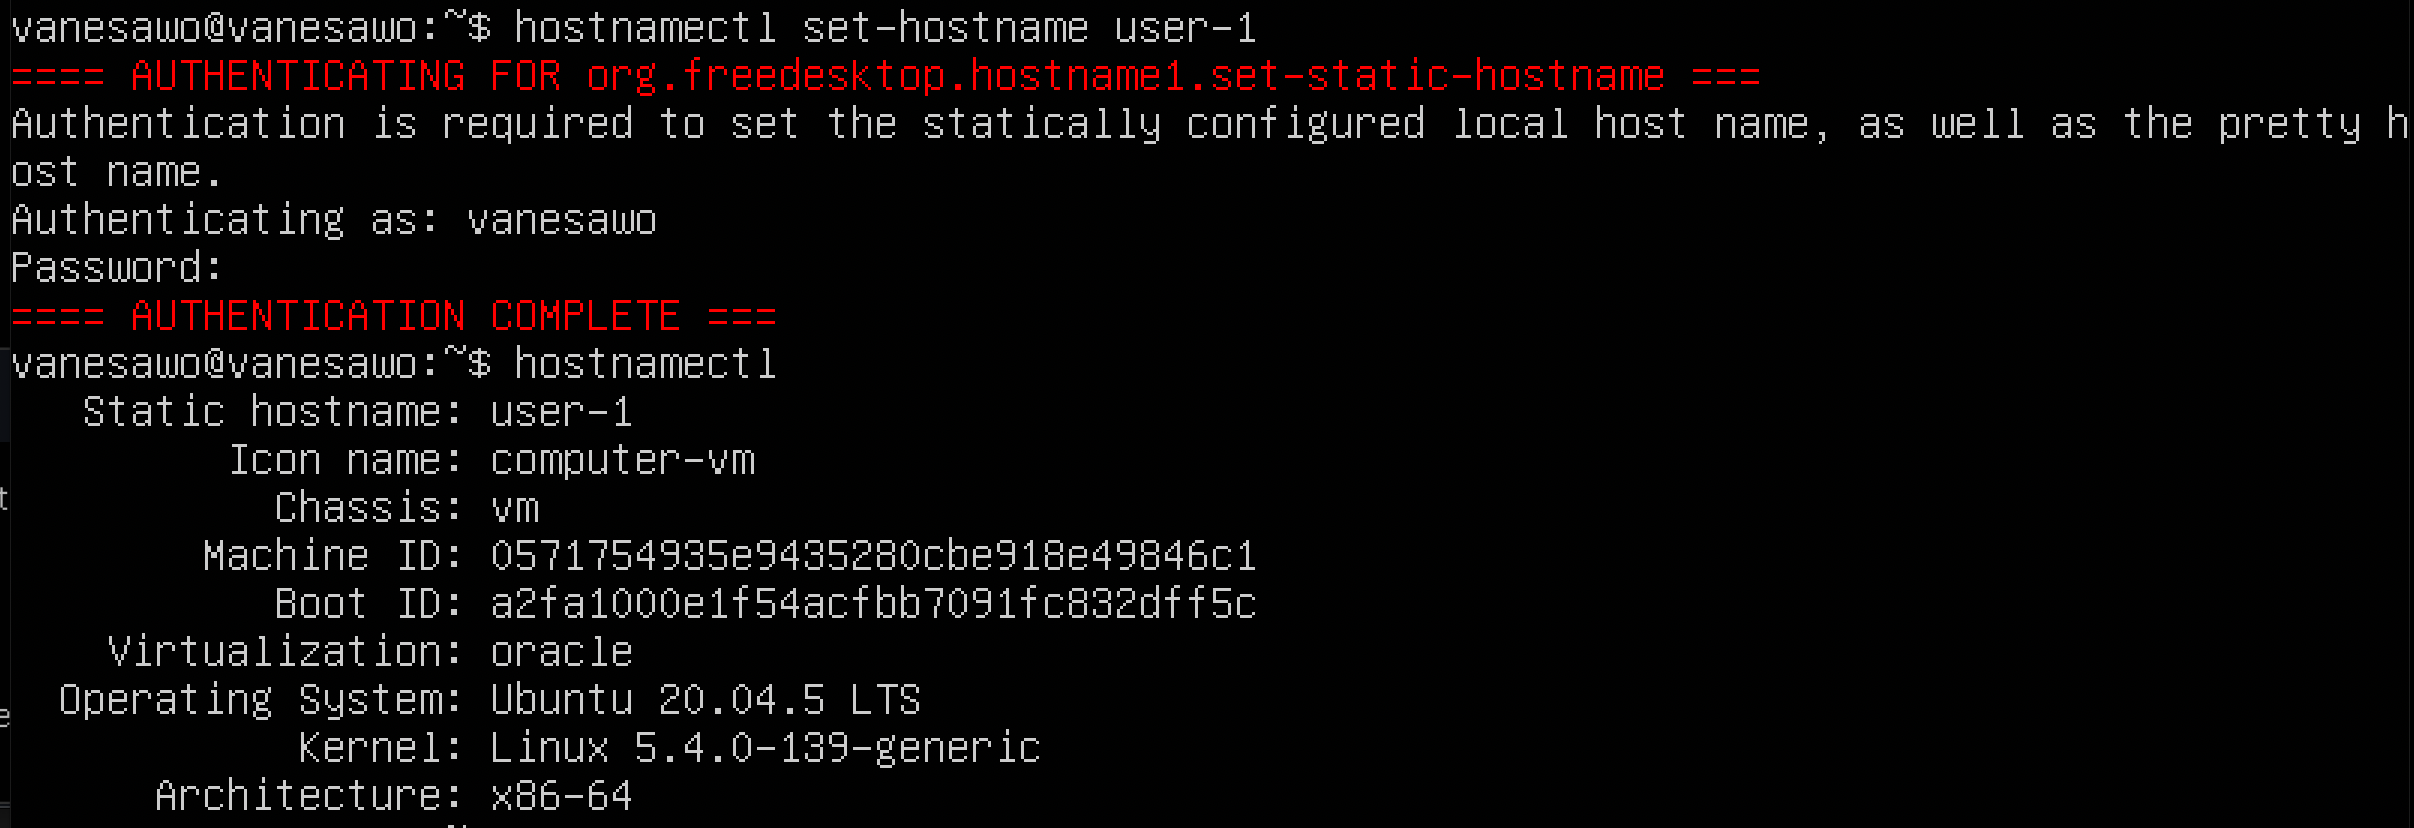 vanesawo@vanesawo:~$ hostnamectl set-hostname user-1
==== AUTHENTICATING FOR org.freedesktop.hostname1.set-static-hostname ===
Authentication is required to set the statically configured local host name, as well as the pretty h
ost name.
Authenticating as: vanesawo
Password:
==== AUTHENTICATION COMPLETE ===
vanesawo@vanesawo:~$ hostnamectl
Static hostname: user-1
Icon name: computer-vm
Chassis: vm
Machine ID: 0571754935e9435280cbe918e49846c1
Boot ID: a2fa1000e1f54acfbb7091fc832dff5c
Virtualization: oracle
Operating System: Ubuntu 20.04.5 LTS
Kernel: Linux 5.4.0-139-generic
Architecture: x86-64